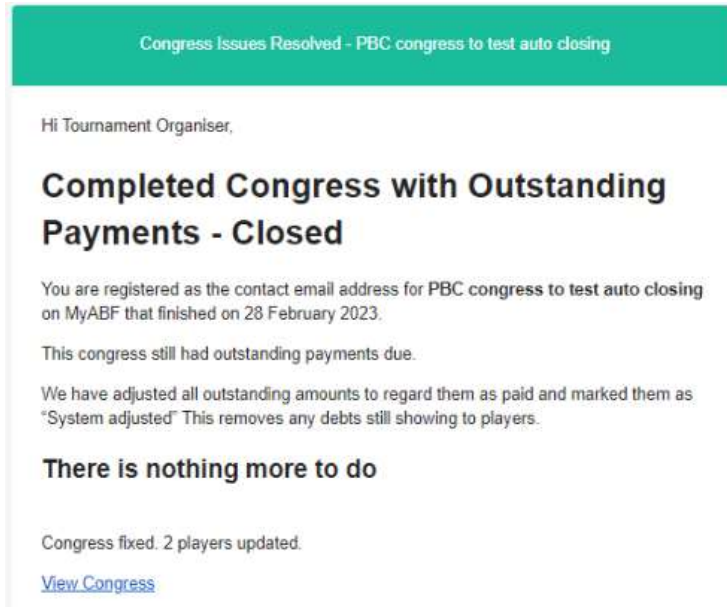 Congress Issues Resolved - PBC congress to test auto closing
Hi Tournament Organiser,
Completed Congress with Outstanding
Payments - Closed
You are registered as the contact email address for PBC congress to test auto closing
on MyABF that finished on 28 February 2023.
This congress still had outstanding payments due.
We have adjusted all outstanding amounts to regard them as paid and marked them as
"System adjusted" This removes any debts still showing to players.
There is nothing more to do
Congress fixed. 2 players updated.
View Congress